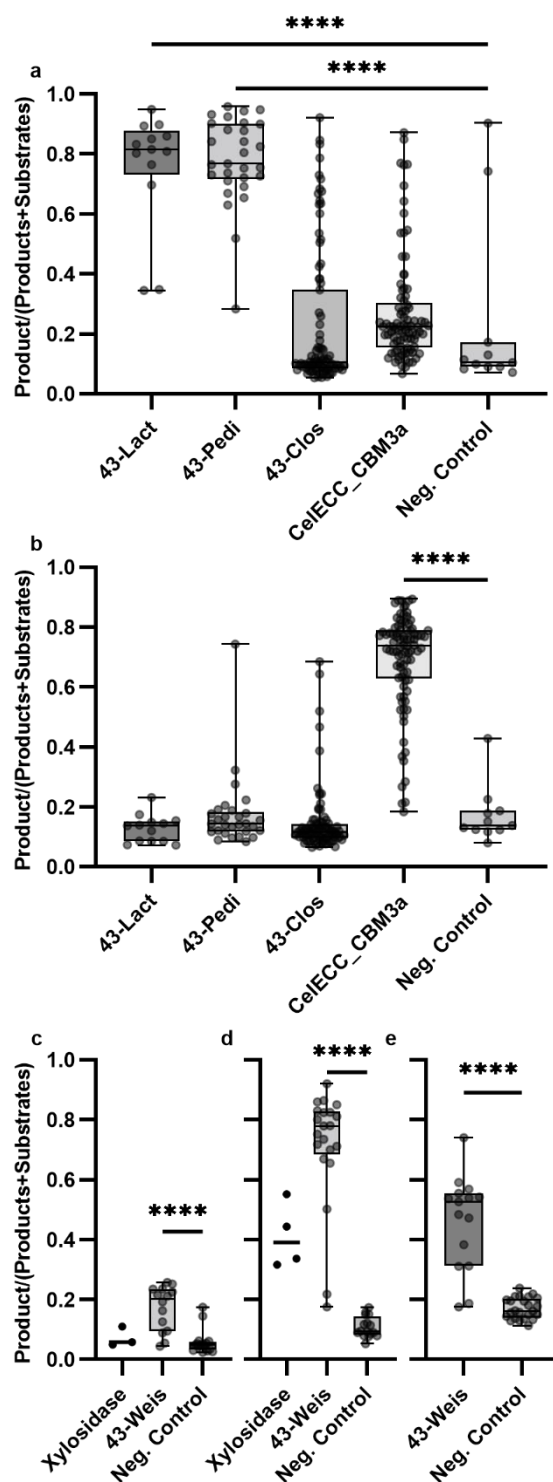 ****
a
****
Product/(Products+Substrates)
1.0
0.8
0.6
0.4
0.2
0.0
43-Lact
43-Pedi
43-Clos
CelECC_CBM3a
Neg. Control
b
****
Product/(Products+Substrates)
1.0
0.8
0.6
0.4
0.2
0.0
43-Lact
43-Pedi
43-Clos
CelECC_CBM3a
Neg. Control
c
d
e
Product/(Products+Substrates)
1.0
0.8
0.6
0.4
0.2
0.0
****
****
****
Xylosidase
43-Weis
Neg. Control
Xylosidase
43-Weis
Neg. Control
43-Weis
Neg. Control